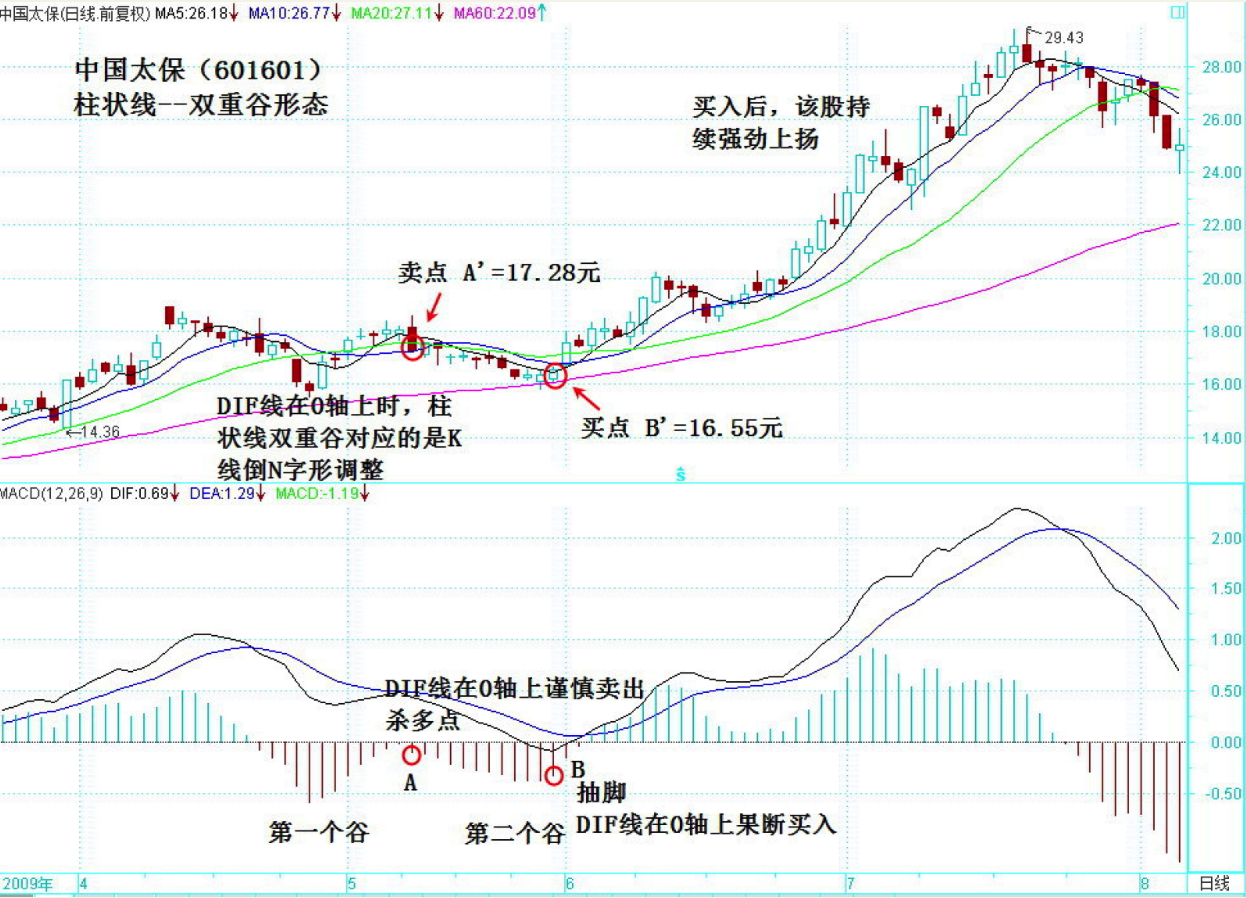 中国太保(日线.前复权) MA5:26.18↓ MA10:26.77↓ MA20:27.11↓ MA60:22.09↑
中国太保（601601）
柱状线--双重谷形态
29.43
买入后，该股持
续强劲上扬
28.00
26.00
24.00
22.00
20.00
18.00
16.00
14.00
卖点 A'=17.28元
买点 B'=16.55元
←14.36
DIF线在0轴上时，柱
状线双重谷对应的是K
线倒N字形调整
S
MACD(12,26,9) DIF:0.69↓ DEA:1.29↓ MACD:-1.19↓
2.00
1.50
1.00
0.50
0.00
-0.50
DIF线在0轴上谨慎卖出
杀多点
A
B
抽脚
DIF线在0轴上果断买入
第一个谷
第二个谷
2009年 4 5 6 7 8 日线